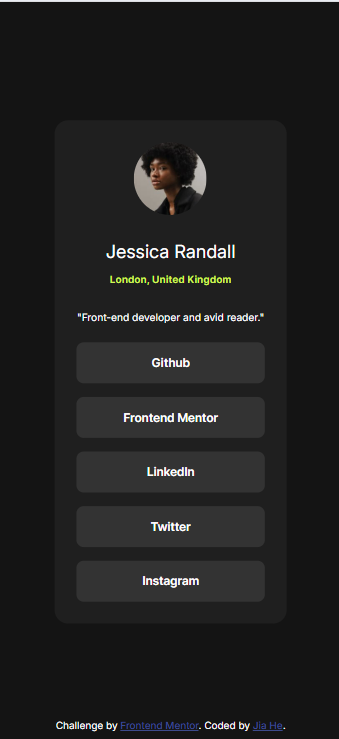 Jessica Randall
London, United Kingdom
"Front-end developer and avid reader."
Github
Frontend Mentor
LinkedIn
Twitter
Instagram
Challenge by Frontend Mentor. Coded by Jia He.